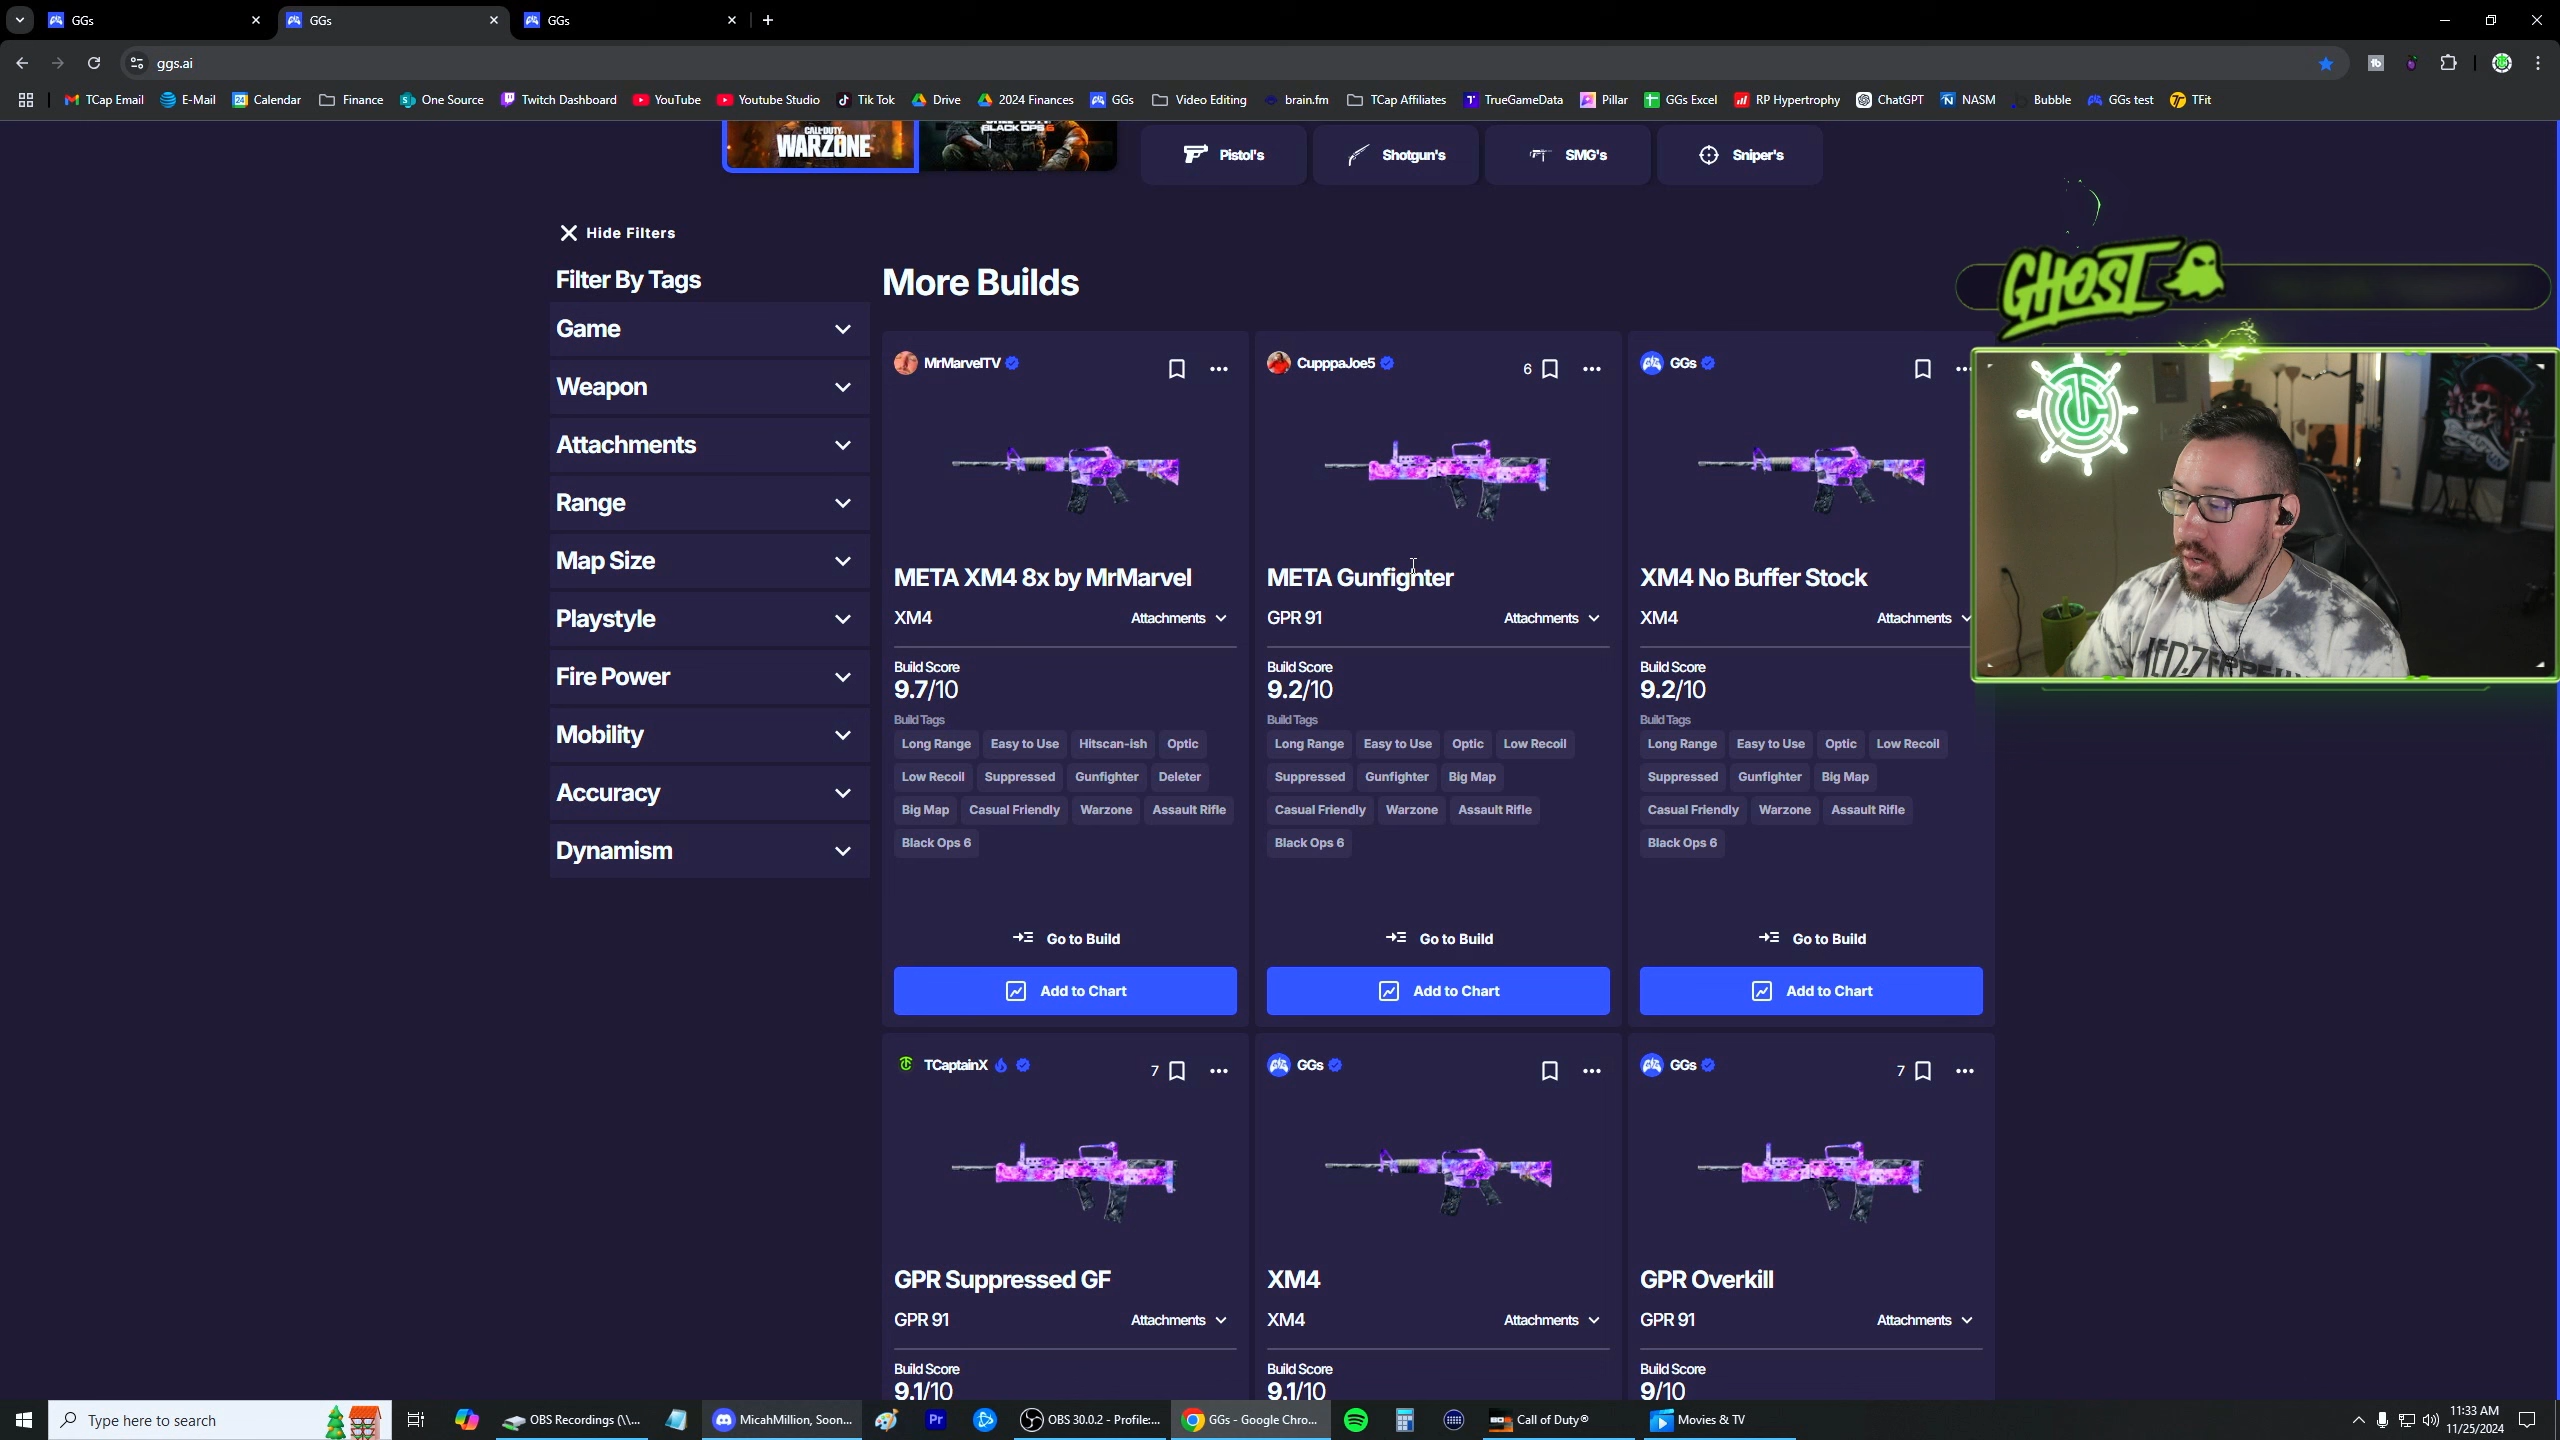 GGs
GGs
GGs
ggs.ai
TCap Email
E-Mail
Calendar
Finance
One Source
Twitch Dashboard
YouTube
Youtube Studio
Tik Tok
Drive
2024 Finances
GGs
Video Editing
brain.fm
TCap Affiliates
TrueGameData
Pillar
GGs Excel
RP Hypertrophy
ChatGPT
NASM
Bubble
GGs test
TFit
CALL OF DUTY
WARZONE
BLACK OPS 6
Pistol's
Shotgun's
SMG's
Sniper's
Hide Filters
Filter By Tags
Game
Weapon
Attachments
Range
Map Size
Playstyle
Fire Power
Mobility
Accuracy
Dynamism
More Builds
MrMarvelTV
META XM4 8x by MrMarvel
XM4 Attachments
Build Score
9.7/10
Build Tags
Long Range Easy to Use Hitscan-ish Optic
Low Recoil Suppressed Gunfighter Deleter
Big Map Casual Friendly Warzone Assault Rifle
Black Ops 6
Go to Build
Add to Chart
CupppaJoe5 6
META Gunfighter
GPR 91 Attachments
Build Score
9.2/10
Build Tags
Long Range Easy to Use Optic Low Recoil
Suppressed Gunfighter Big Map
Casual Friendly Warzone Assault Rifle
Black Ops 6
Go to Build
Add to Chart
GGs
XM4 No Buffer Stock
XM4 Attachments
Build Score
9.2/10
Build Tags
Long Range Easy to Use Optic Low Recoil
Suppressed Gunfighter Big Map
Casual Friendly Warzone Assault Rifle
Black Ops 6
Go to Build
Add to Chart
TCaptainX 7
GPR Suppressed GF
GPR 91 Attachments
Build Score
9.1/10
GGs
XM4
XM4 Attachments
Build Score
9.1/10
GGs 7
GPR Overkill
GPR 91 Attachments
Build Score
9/10
GHOST
Type here to search
OBS Recordings (\\...
MicahMillion, Soon...
Pr
OBS 30.0.2 - Profile:...
GGs - Google Chro...
Call of Duty®
Movies & TV
11:33 AM
11/25/2024